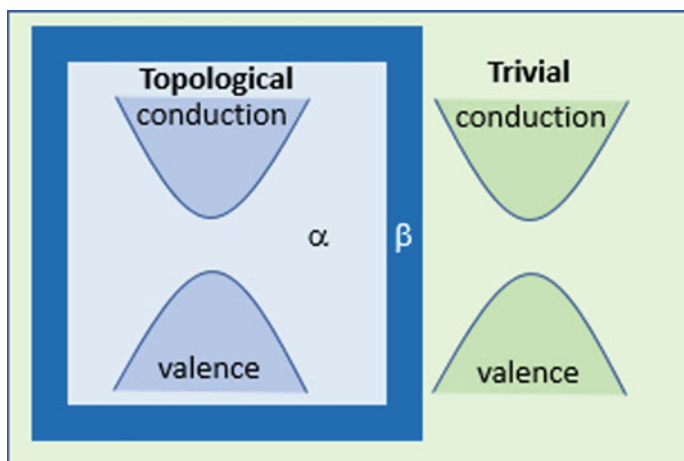 Topological
conduction
α
valence
β
Trivial
conduction
valence